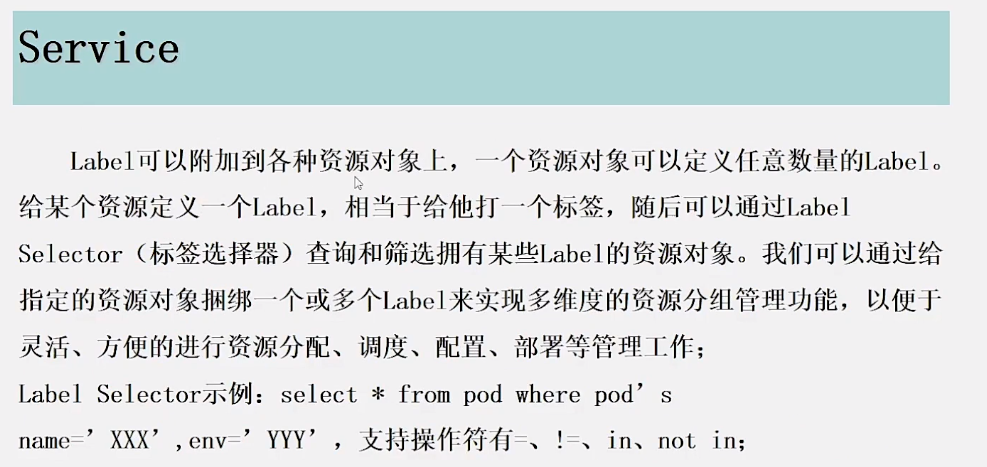 Service
Label可以附加到各种资源对象上，一个资源对象可以定义任意数量的Label。
给某个资源定义一个Label，相当于给他打一个标签，随后可以通过Label
Selector（标签选择器）查询和筛选拥有某些Label的资源对象。我们可以通过给
指定的资源对象捆绑一个或多个Label来实现多维度的资源分组管理功能，以便于
灵活、方便的进行资源分配、调度、配置、部署等管理工作；
Label Selector示例：select * from pod where pod’s
name=’XXX’,env=’YYY’，支持操作符有=、!=、in、not in；